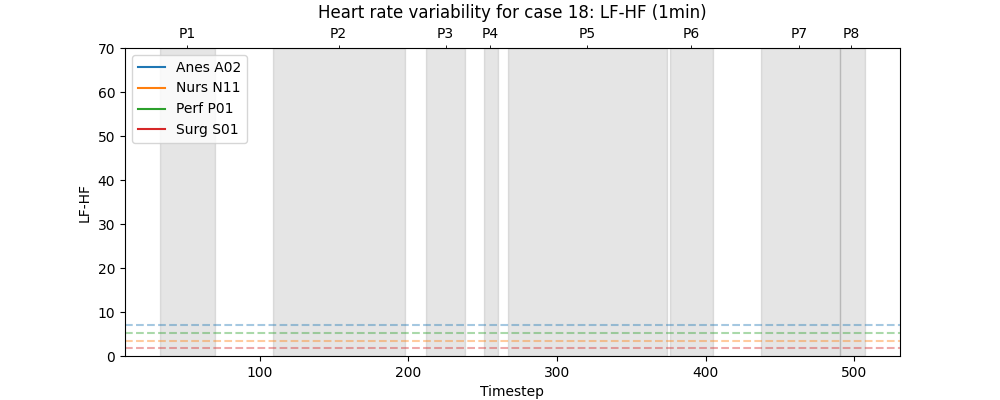 Heart rate variability for case 18: LF-HF (1min)
P1 P2 P3 P4 P5 P6 P7 P8
70
60
50
40
30
20
10
0
LF-HF
Anes A02
Nurs N11
Perf P01
Surg S01
100 200 300 400 500
Timestep